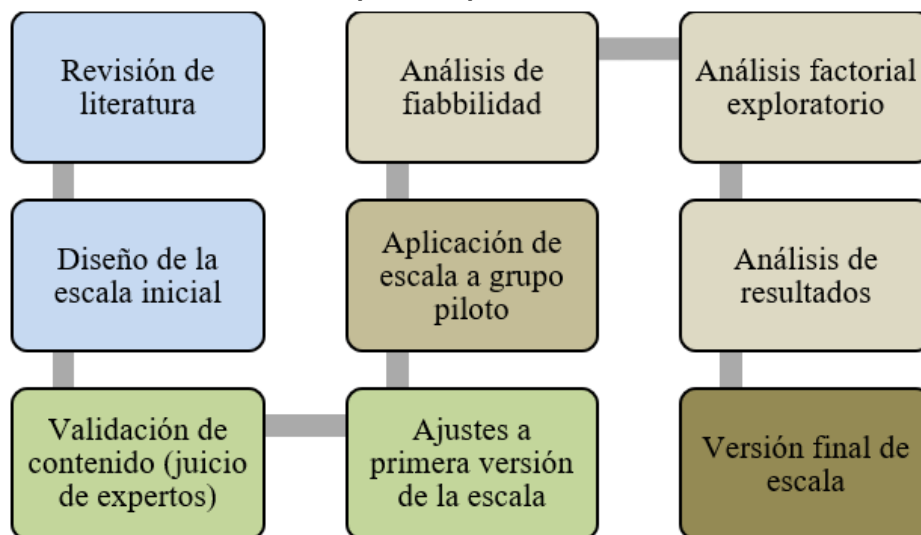 Revisión de
literatura
Diseño de la
escala inicial
Validación de
contenido (juicio
de expertos)
Ajustes a
primera versión
de la escala
Aplicación de
escala a grupo
piloto
Análisis de
fiabbilidad
Análisis factorial
exploratorio
Análisis de
resultados
Versión final de
escala